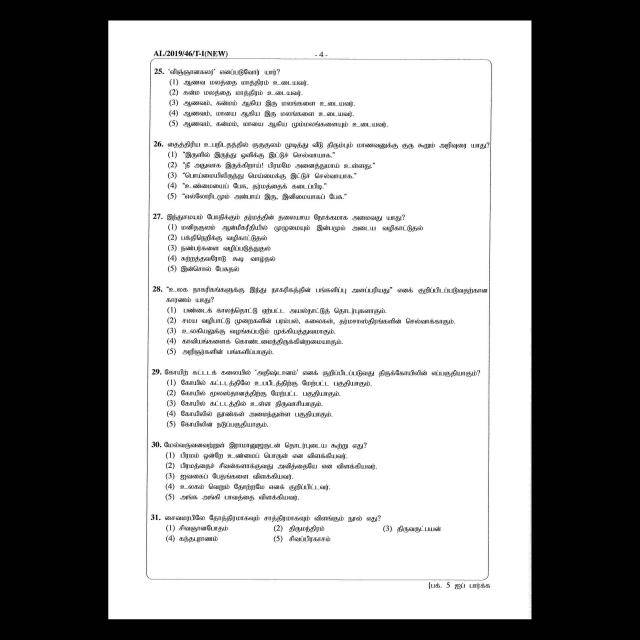 AL/2019/46/T-I(NEW)
- 4 -
25. 'விஞ்ஞானகலர்' எனப்படுவோர் யார்?
(1) ஆணவ மலத்தை மாத்திரம் உடையவர்.
(2) கன்ம மலத்தை மாத்திரம் உடையவர்.
(3) ஆணவம், கன்மம் ஆகிய இரு மலங்களை உடையவர்.
(4) ஆணவம், மாயை ஆகிய இரு மலங்களை உடையவர்.
(5) ஆணவம், கன்மம், மாயை ஆகிய மும்மலங்களையும் உடையவர்.
26. தைத்திரிய உபநிடதத்தில் குருகுலம் முடித்து வீடு திரும்பும் மாணவனுக்கு குரு கூறும் அறிவுரை யாது?
(1) "இருளில் இருந்து ஒளிக்கு இட்டுச் செல்வாயாக."
(2) "நீ அதுவாக இருக்கிறாய்! பிரமமே அனைத்துமாய் உள்ளது."
(3) "பொய்மையிலிருந்து மெய்மைக்கு இட்டுச் செல்வாயாக."
(4) "உண்மையைப் பேசு, தர்மத்தைக் கடைப்பிடி."
(5) "எல்லோரிடமும் அன்பாய் இரு, இனிமையாகப் பேசு."
27. இந்துசமயம் போதிக்கும் தர்மத்தின் தலையாய நோக்கமாக அமைவது யாது?
(1) மனிதகுலம் ஆன்மீகரீதியில் முழுமையும் இன்பமும் அடைய வழிகாட்டுதல்
(2) பக்திநெறிக்கு வழிகாட்டுதல்
(3) நண்பர்களை வழிப்படுத்துதல்
(4) சுற்றத்தவரோடு கூடி வாழ்தல்
(5) இன்சொல் பேசுதல்
28. "உலக நாகரிகங்களுக்கு இந்து நாகரிகத்தின் பங்களிப்பு அளப்பரியது" எனக் குறிப்பிடப்படுவதற்கான
காரணம் யாது?
(1) பண்டைக் காலந்தொட்டு ஏற்பட்ட அயல்நாட்டுத் தொடர்புகளாகும்.
(2) சமய வழிபாட்டு முறைகளின் பரம்பல், கலைகள், தர்மசாஸ்திரங்களின் செல்வாக்காகும்.
(3) உலகியலுக்கு வழங்கப்படும் முக்கியத்துவமாகும்.
(4) காவியங்களைக் கொண்டமைந்திருக்கின்றமையாகும்.
(5) அறிஞர்களின் பங்களிப்பாகும்.
29. கோயிற் கட்டடக் கலையில் 'அதிஷ்டானம்' எனக் குறிப்பிடப்படுவது திருக்கோயிலின் எப்பகுதியாகும்?
(1) கோயில் கட்டடத்திலே உபபீடத்திற்கு மேற்பட்ட பகுதியாகும்.
(2) கோயில் மூலஸ்தானத்திற்கு மேற்பட்ட பகுதியாகும்.
(3) கோயில் கட்டடத்தில் உள்ள திருவாசியாகும்.
(4) கோயிலில் தூண்கள் அமைந்துள்ள பகுதியாகும்.
(5) கோயிலின் நடுப்பகுதியாகும்.
30. மேல்வருவனவற்றுள் இராமானுஜருடன் தொடர்புடைய கூற்று எது?
(1) பிரமம் ஒன்றே உண்மைப் பொருள் என விளக்கியவர்.
(2) பிரமத்தைச் சீவன்களாக்குவது அவித்தையே என விளக்கியவர்.
(3) ஐவகைப் பேதங்களை விளக்கியவர்.
(4) உலகம் வெறும் தோற்றமே எனக் குறிப்பிட்டவர்.
(5) அங்க அங்கி பாவத்தை விளக்கியவர்.
31. சைவமரபிலே தோத்திரமாகவும் சாத்திரமாகவும் விளங்கும் நூல் எது?
(1) சிவஞானபோதம் (2) திருமந்திரம் (3) திருவருட்பயன்
(4) கந்தபுராணம் (5) சிவப்பிரகாசம்
[பக். 5 ஐப் பார்க்க